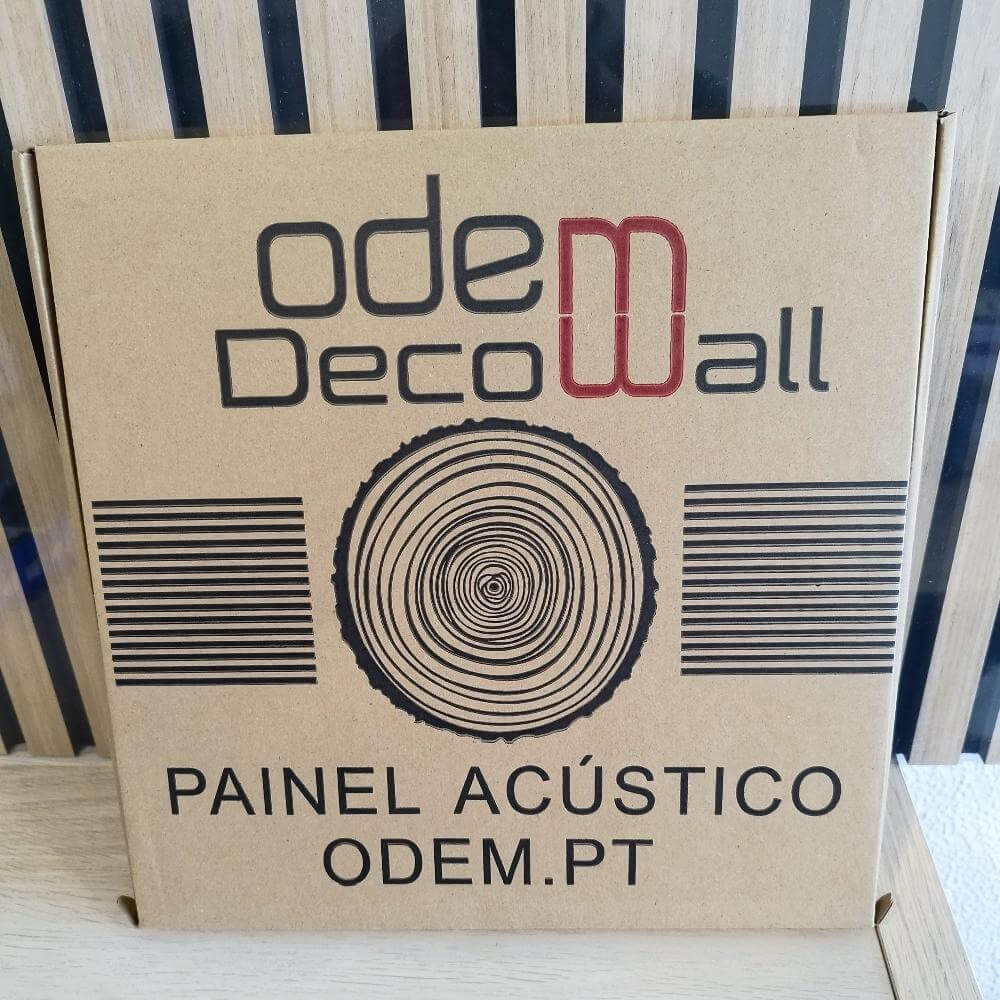 odem
DecoWall
PAINEL ACÚSTICO
ODEM.PT